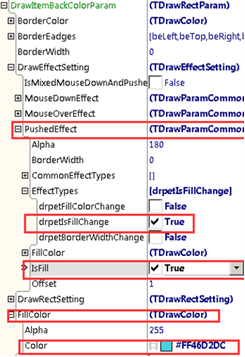 DrawItemBackColorParam (TDrawRectParam)
BorderColor (TDrawColor)
BorderEadges [beLeft,beTop,beRight,
BorderWidth 0
DrawEffectSetting (TDrawEffectSetting)
IsMixedMouseDownAndPushe False
MouseDownEffect (TDrawParamCommon
MouseOverEffect (TDrawParamCommo
PushedEffect (TDrawParamCommon
Alpha 180
BorderWidth 0
CommonEffectTypes []
EffectTypes [drpetIsFillChange]
drpetFillColorChange False
drpetIsFillChange True
drpetBorderWidthChange False
FillColor (TDrawColor)
IsFill True
Offset 1
DrawRectSetting (TDrawRectSetting)
FillColor (TDrawColor)
Alpha 255
Color #FF46D2DC